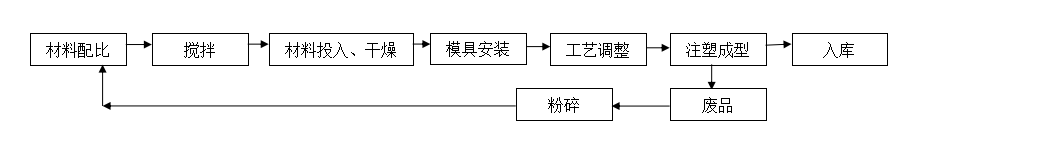 材料配比
搅拌
材料投入、干燥
模具安装
工艺调整
注塑成型
入库
粉碎
废品